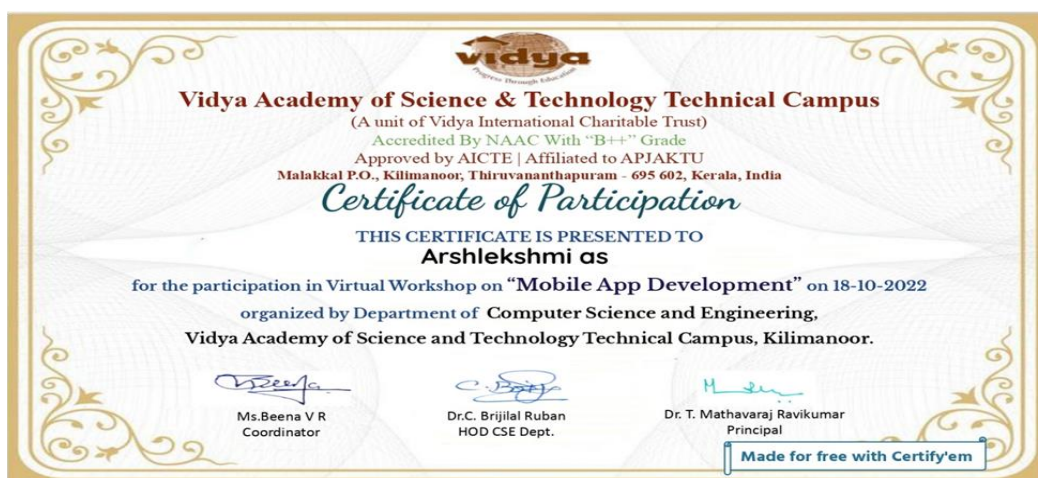 vidya
Progress Through Education
Vidya Academy of Science & Technology Technical Campus
(A unit of Vidya International Charitable Trust)
Accredited By NAAC With “B++” Grade
Approved by AICTE | Affiliated to APJAKTU
Malakkal P.O., Kilimanoor, Thiruvananthapuram - 695 602, Kerala, India
Certificate of Participation
THIS CERTIFICATE IS PRESENTED TO
Arshlekshmi as
for the participation in Virtual Workshop on “Mobile App Development” on 18-10-2022
organized by Department of Computer Science and Engineering,
Vidya Academy of Science and Technology Technical Campus, Kilimanoor.
Ms.Beena V R
Coordinator
Dr.C. Brijilal Ruban
HOD CSE Dept.
Dr. T. Mathavaraj Ravikumar
Principal
Made for free with Certify'em